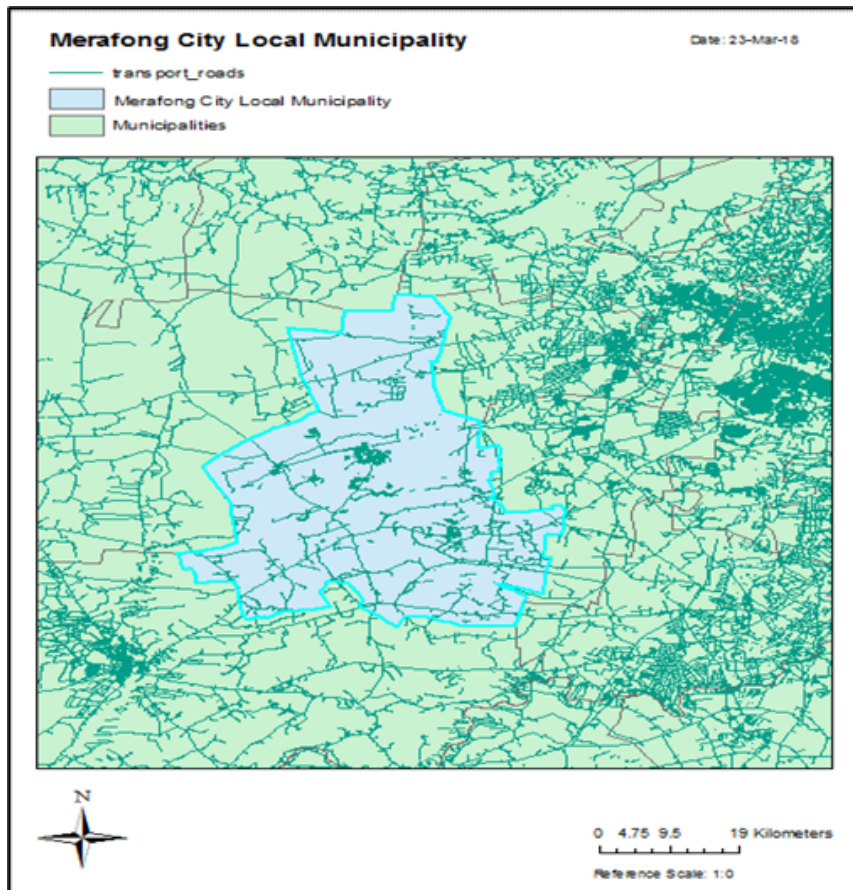 Merafong City Local Municipality
Date: 23-Mar-18
transport_roads
Merafong City Local Municipality
Municipalities
N
0 4.75 9.5 19 Kilometers
Reference Scale: 1:0